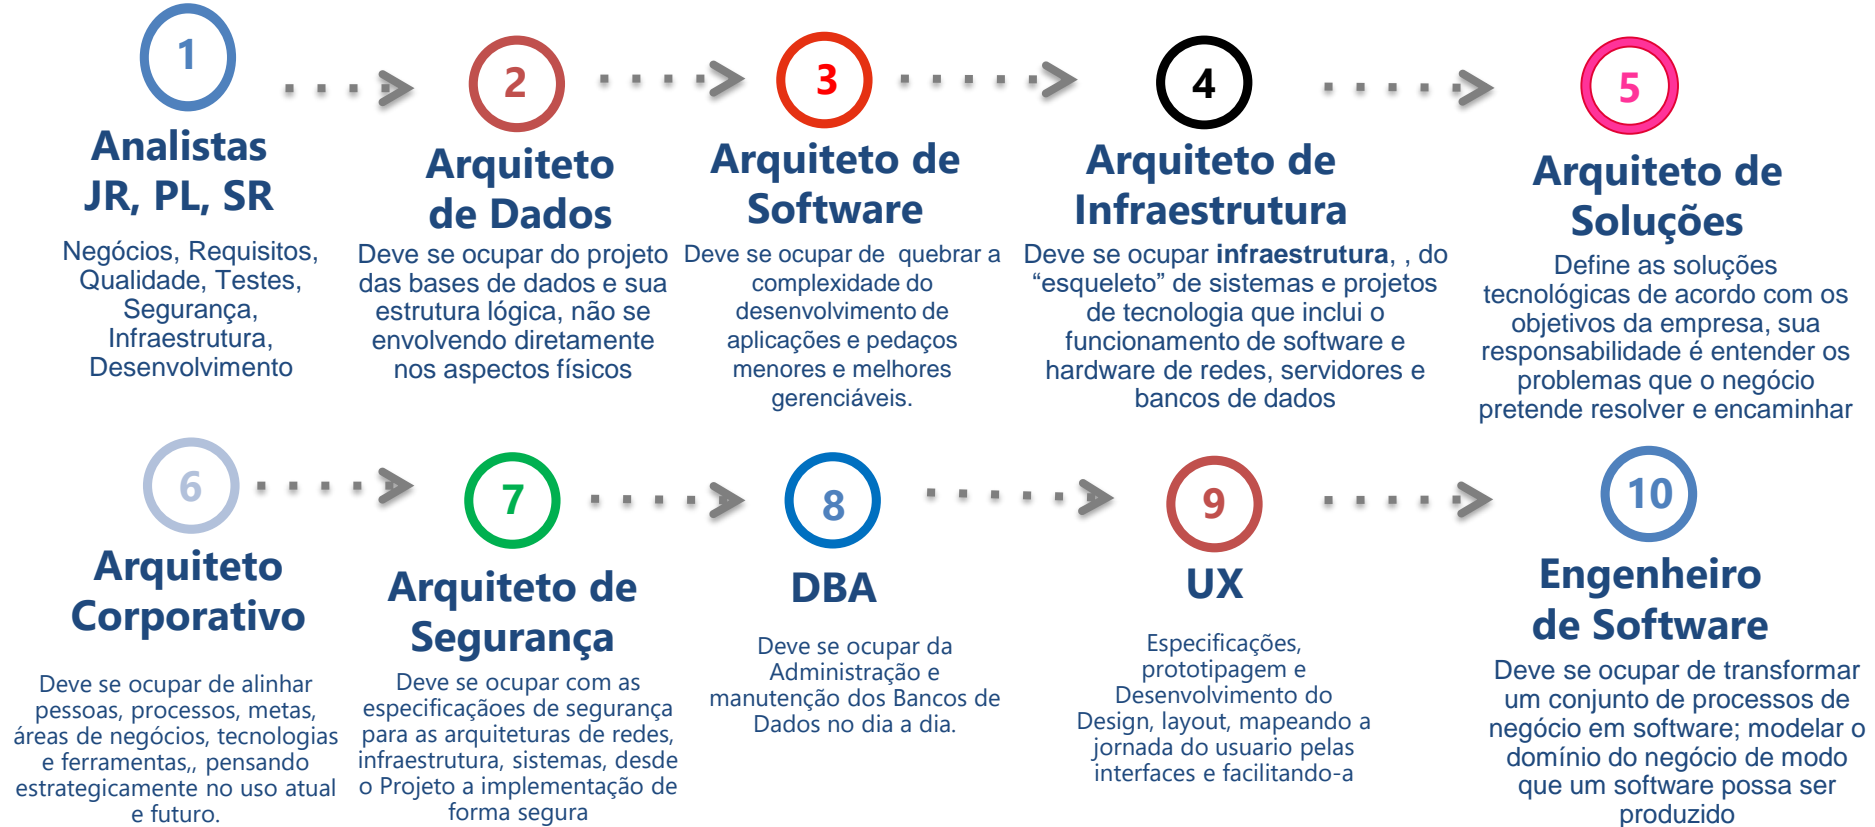 1
Analistas
JR, PL, SR
Negócios, Requisitos,
Qualidade, Testes,
Segurança,
Infraestrutura,
Desenvolvimento
2
Arquiteto
de Dados
Deve se ocupar do projeto
das bases de dados e sua
estrutura lógica, não se
envolvendo diretamente
nos aspectos físicos
3
Arquiteto de
Software
Deve se ocupar de quebrar a
complexidade do
desenvolvimento de
aplicações e pedaços
menores e melhores
gerenciáveis.
4
Arquiteto de
Infraestrutura
Deve se ocupar infraestrutura, , do
“esqueleto” de sistemas e projetos
de tecnologia que inclui o
funcionamento de software e
hardware de redes, servidores e
bancos de dados
5
Arquiteto de
Soluções
Define as soluções
tecnológicas de acordo com os
objetivos da empresa, sua
responsabilidade é entender os
problemas que o negócio
pretende resolver e encaminhar
6
Arquiteto
Corporativo
Deve se ocupar de alinhar
pessoas, processos, metas,
áreas de negócios, tecnologias
e ferramentas,, pensando
estrategicamente no uso atual
e futuro.
7
Arquiteto de
Segurança
Deve se ocupar com as
especificaçãoes de segurança
para as arquiteturas de redes,
infraestrutura, sistemas, desde
o Projeto a implementação de
forma segura
8
DBA
Deve se ocupar da
Administração e
manutenção dos Bancos de
Dados no dia a dia.
9
UX
Especificações,
prototipagem e
Desenvolvimento do
Design, layout, mapeando a
jornada do usuario pelas
interfaces e facilitando-a
10
Engenheiro
de Software
Deve se ocupar de transformar
um conjunto de processos de
negócio em software; modelar o
domínio do negócio de modo
que um software possa ser
produzido